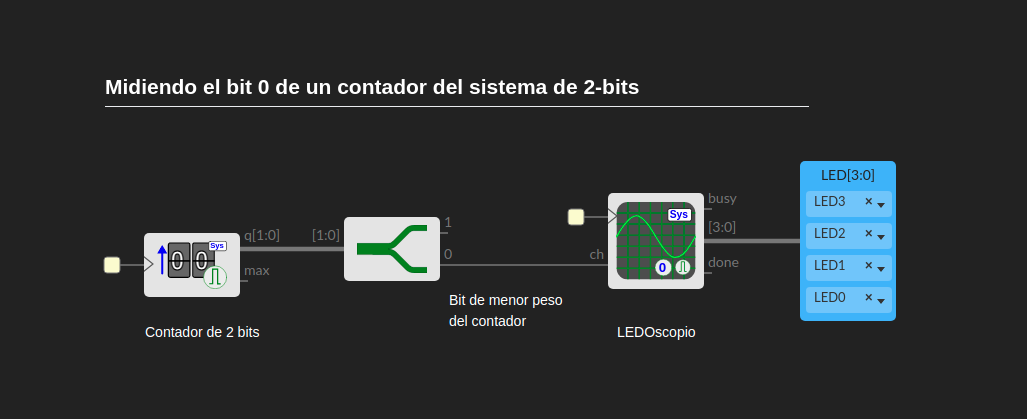 Midiendo el bit 0 de un contador del sistema de 2-bits
LED[3:0]
LED3 ×
LED2 ×
LED1 ×
LED0 ×
busy
[3:0]
done
Sys
0
ch
1
0
[1:0]
q[1:0]
max
Sys
0 0
Bit de menor peso
del contador
Contador de 2 bits
LEDOscopio